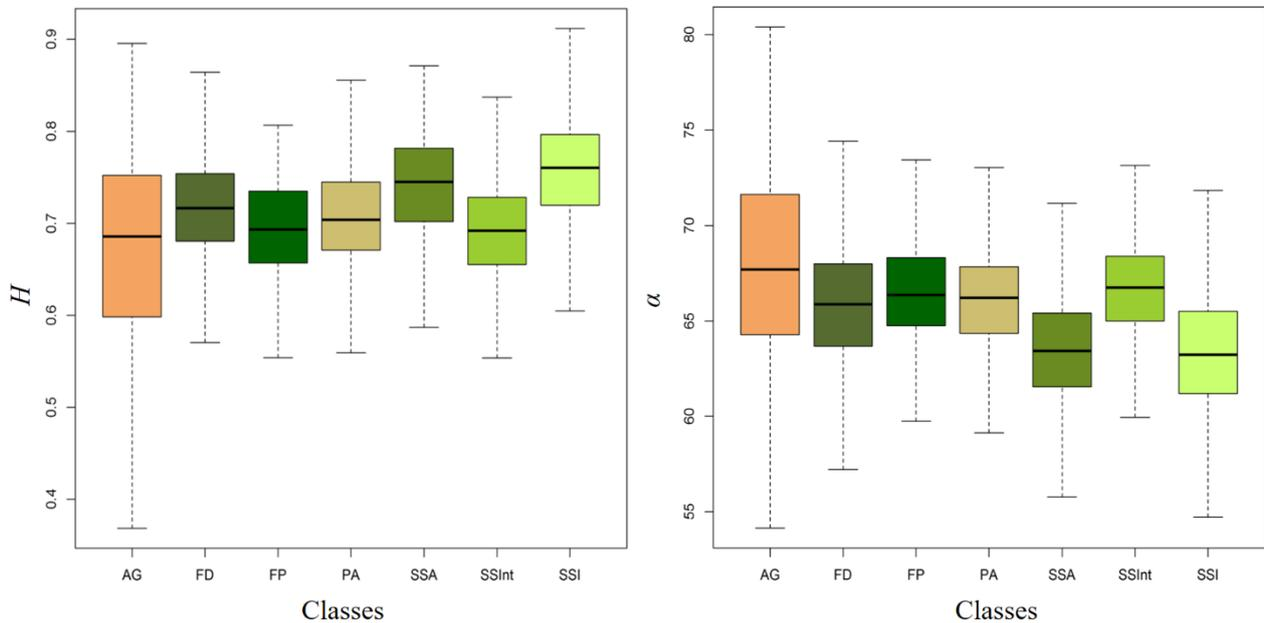 H
0.9
0.8
0.7
0.6
0.5
0.4
AG FD FP PA SSA SSInt SSI
Classes
α
80
75
70
65
60
55
AG FD FP PA SSA SSInt SSI
Classes